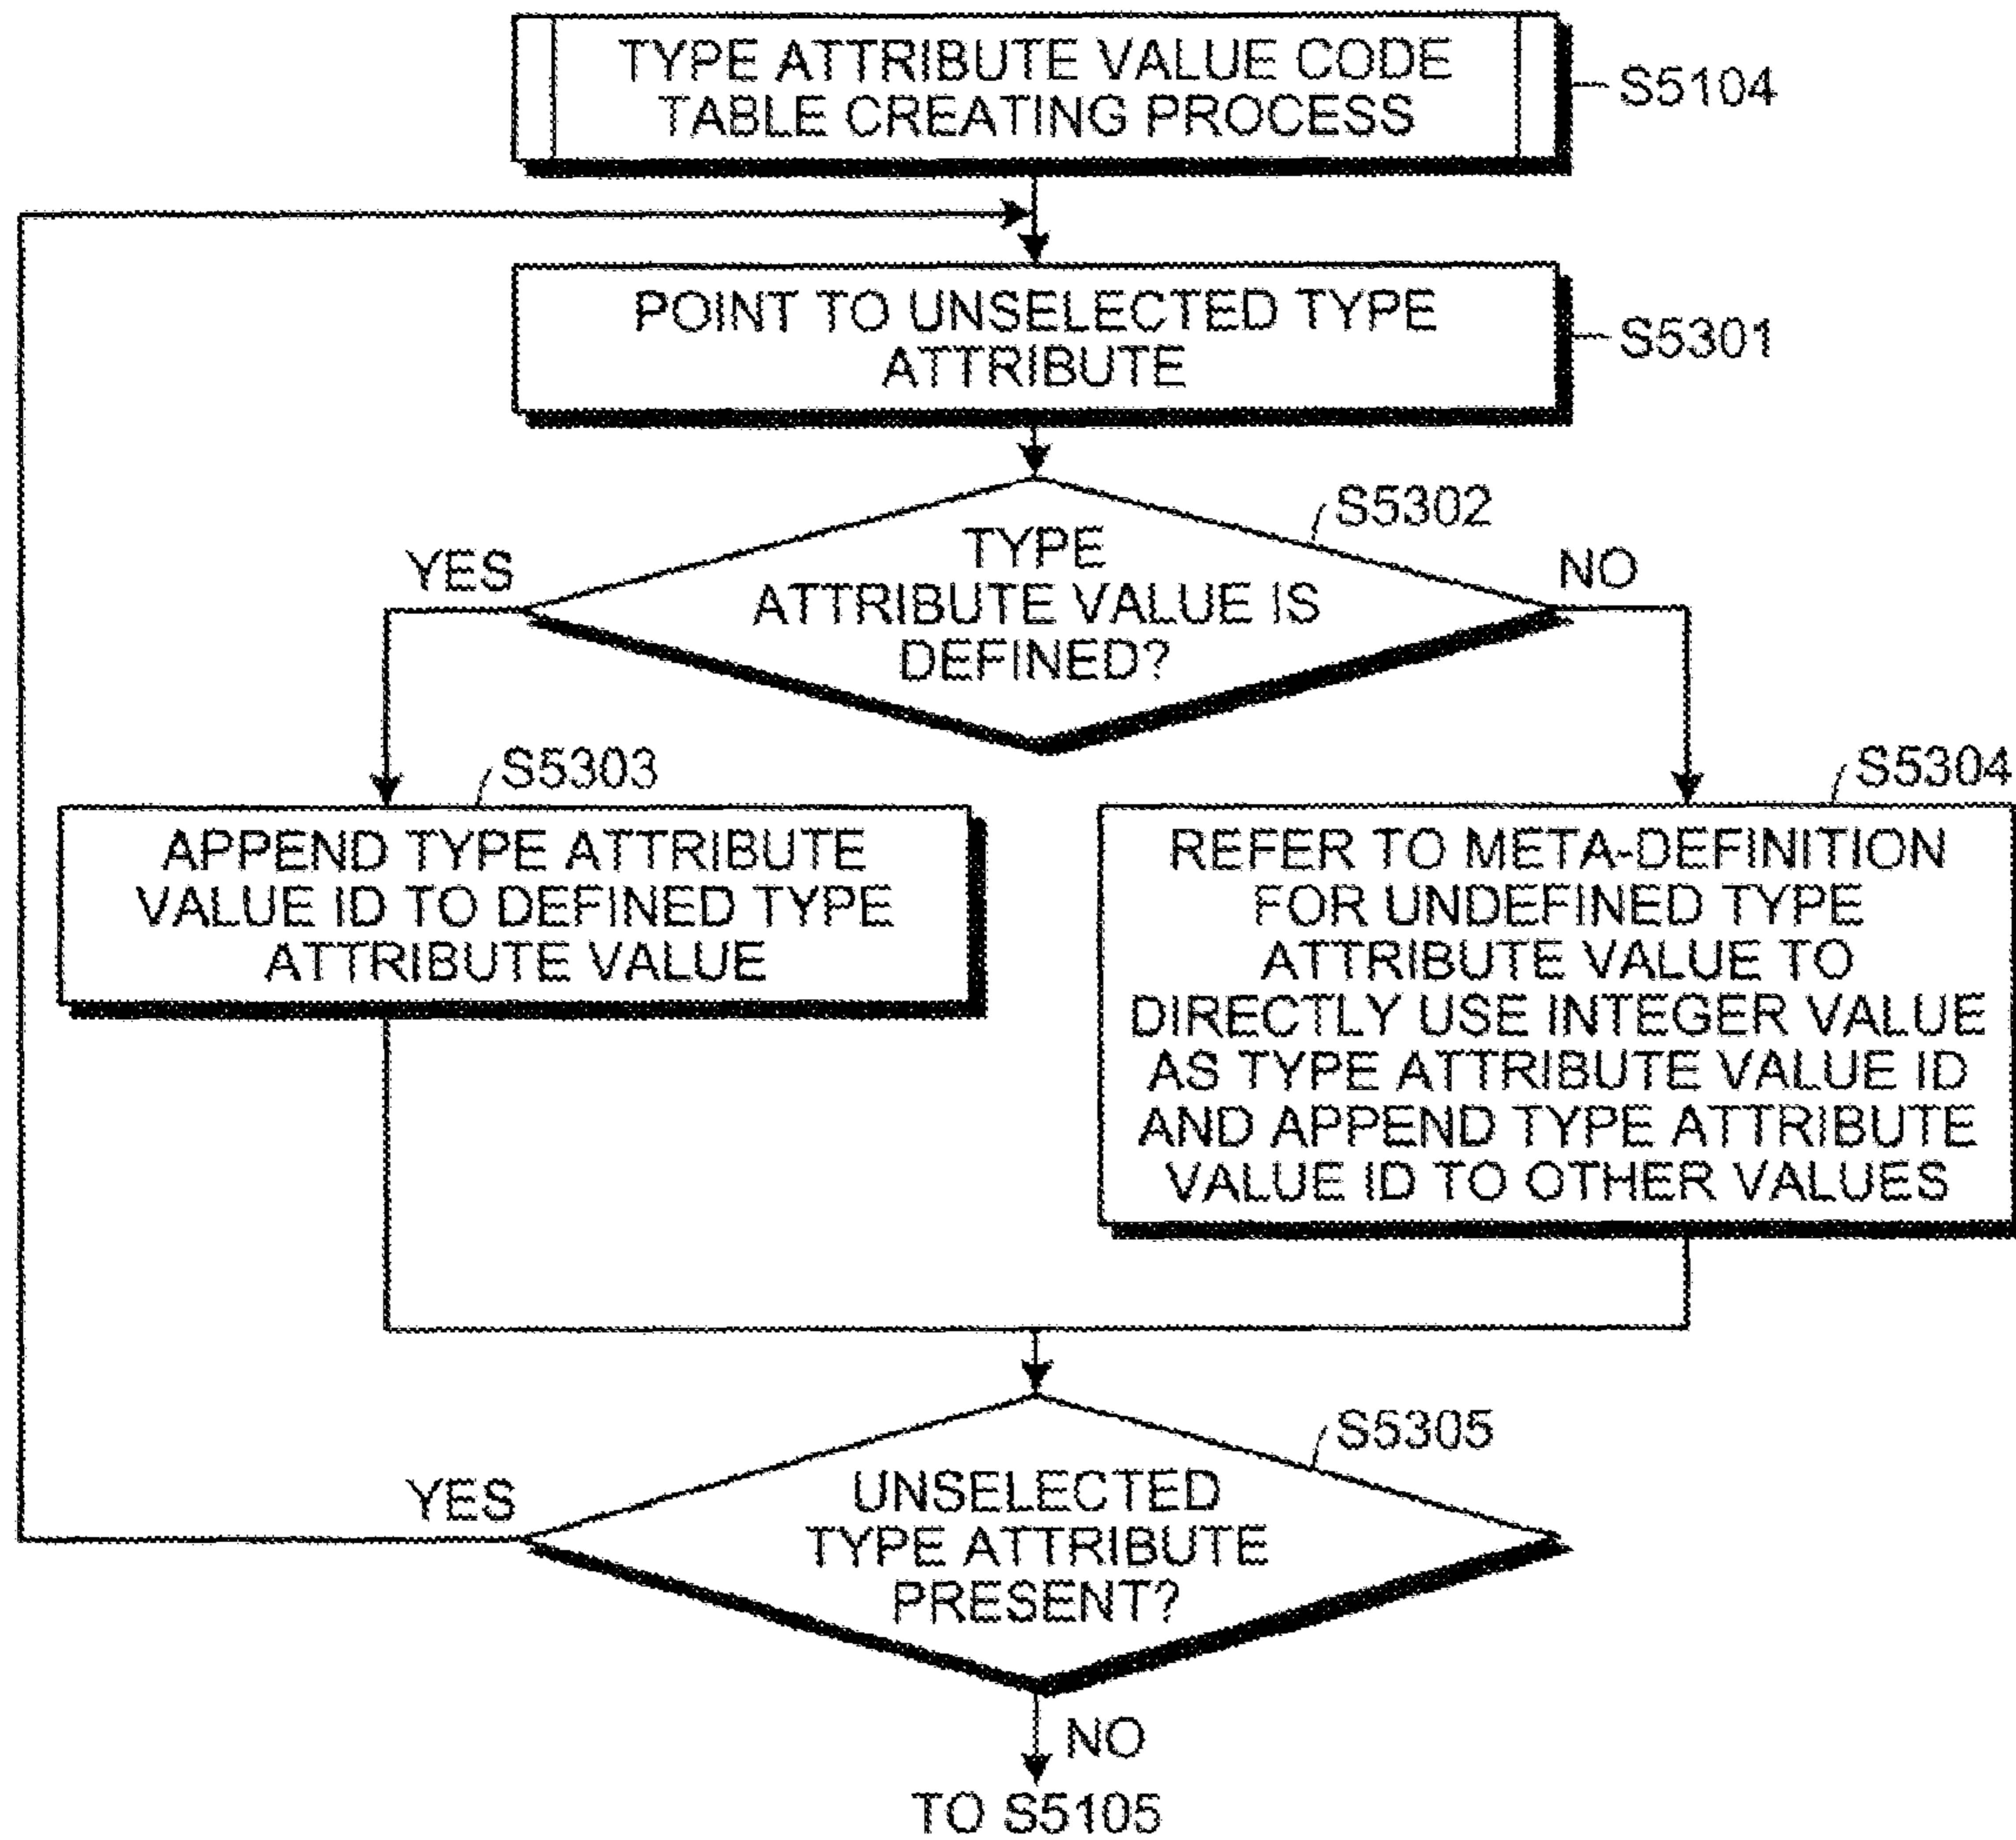 TYPE ATTRIBUTE VALUE CODE
TABLE CREATING PROCESS
S5104
POINT TO UNSELECTED TYPE
ATTRIBUTE
S5301
S5302
TYPE
ATTRIBUTE VALUE IS
DEFINED?
YES
NO
S5303
APPEND TYPE ATTRIBUTE
VALUE ID TO DEFINED TYPE
ATTRIBUTE VALUE
S5304
REFER TO META-DEFINITION
FOR UNDEFINED TYPE
ATTRIBUTE VALUE TO
DIRECTLY USE INTEGER VALUE
AS TYPE ATTRIBUTE VALUE ID
AND APPEND TYPE ATTRIBUTE
VALUE ID TO OTHER VALUES
S5305
UNSELECTED
TYPE ATTRIBUTE
PRESENT?
YES
NO
TO S5105